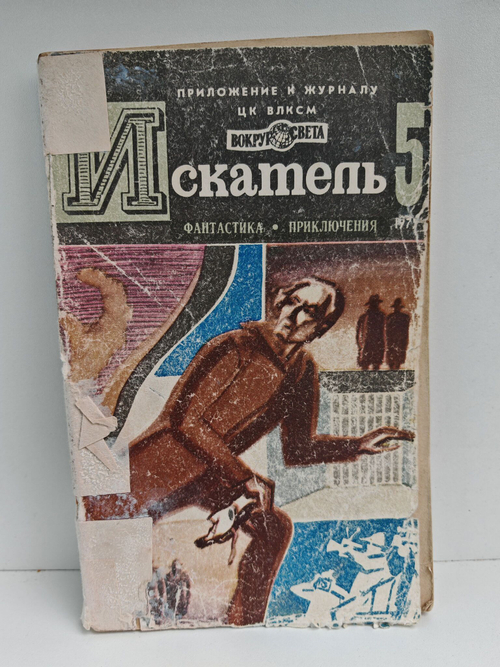 ПРИЛОЖЕНИЕ К ЖУРНАЛУ
ЦК ВЛКСМ
ВОКРУГ СВЕТА
Искатель 5
ФАНТАСТИКА • ПРИКЛЮЧЕНИЯ